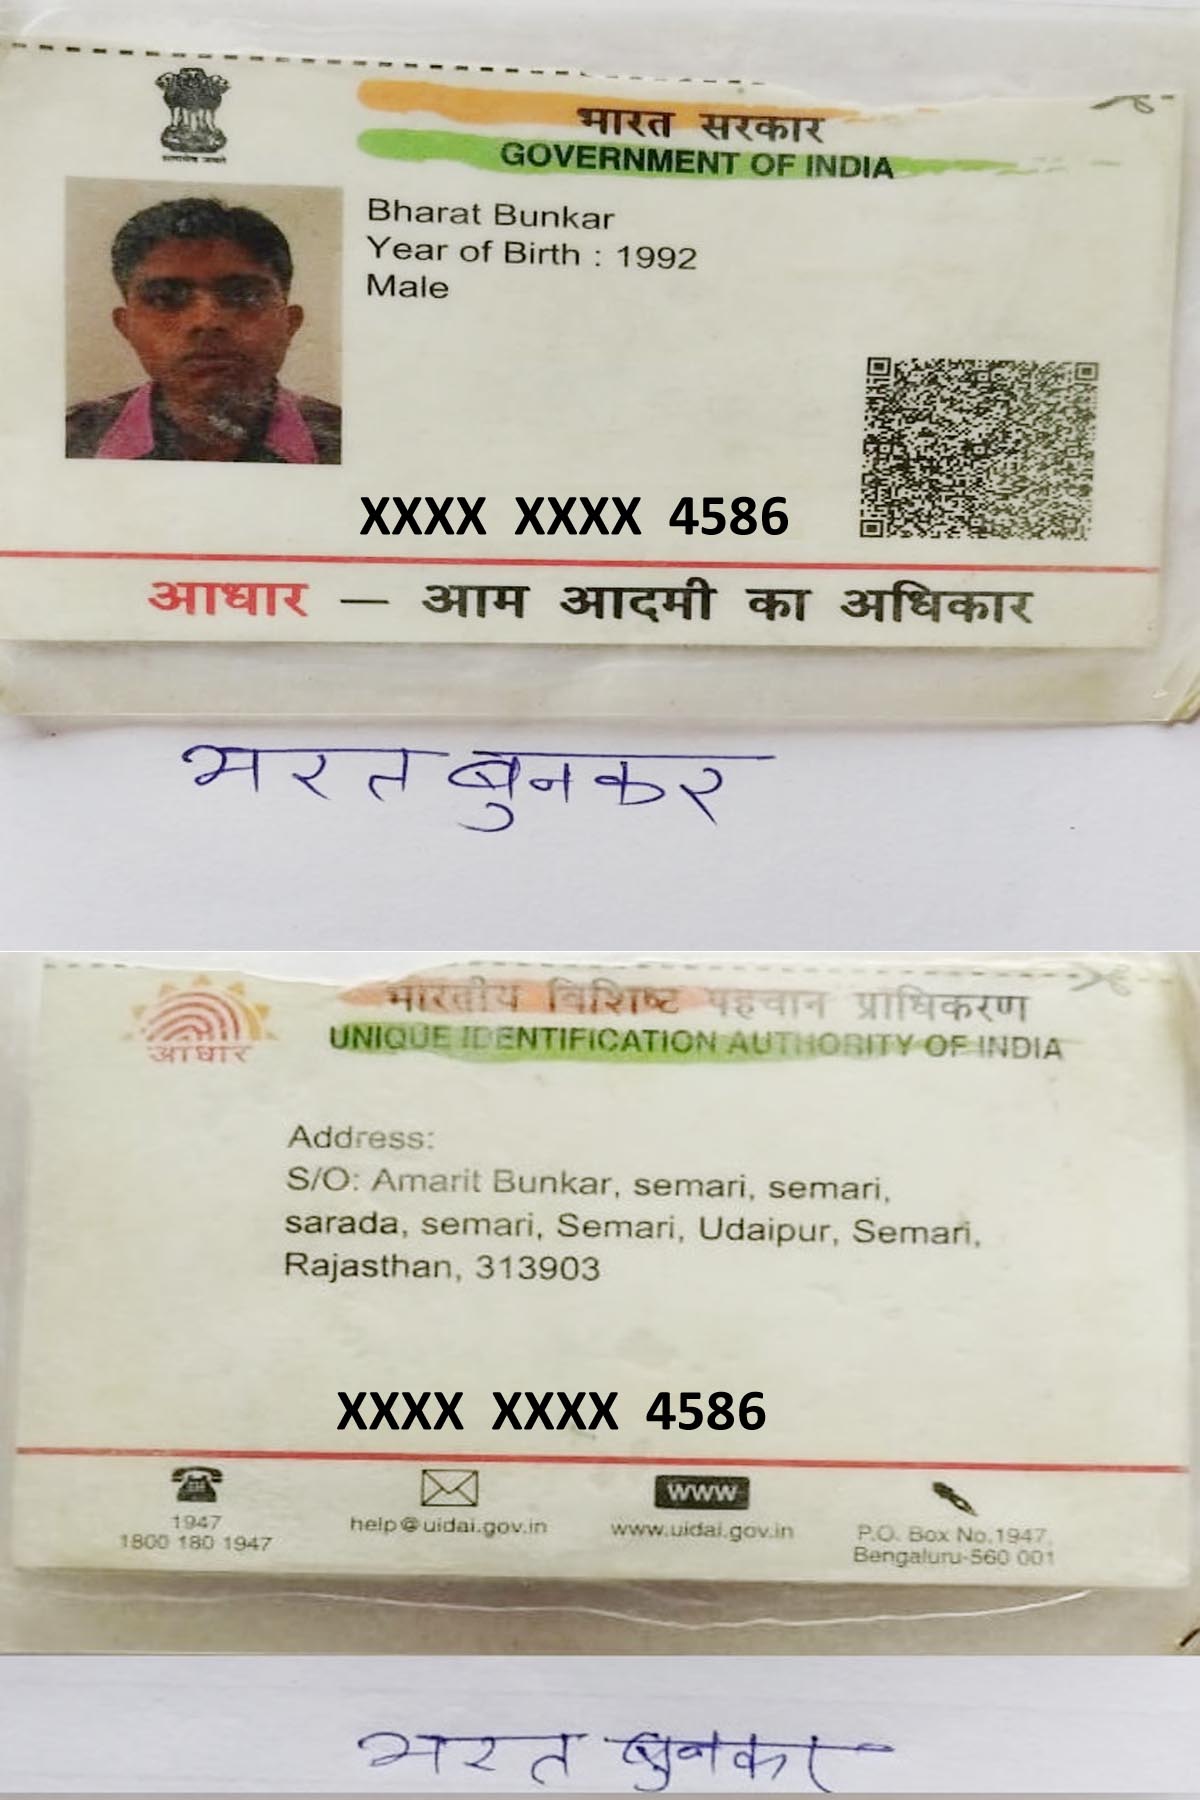 सत्यमेव जयते
भारत सरकार
GOVERNMENT OF INDIA
Bharat Bunkar
Year of Birth : 1992
Male
XXXX XXXX 4586
आधार – आम आदमी का अधिकार
भरत बुनकर
भारतीय विशिष्ट पहचान प्राधिकरण
आधार
UNIQUE IDENTIFICATION AUTHORITY OF INDIA
Address:
S/O: Amarit Bunkar, semari, semari,
sarada, semari, Semari, Udaipur, Semari,
Rajasthan, 313903
XXXX XXXX 4586
www
1947
1800 180 1947
help@uidai.gov.in
www.uidai.gov.in
P.O. Box No.1947,
Bengaluru-560 001
भरत बुनकर